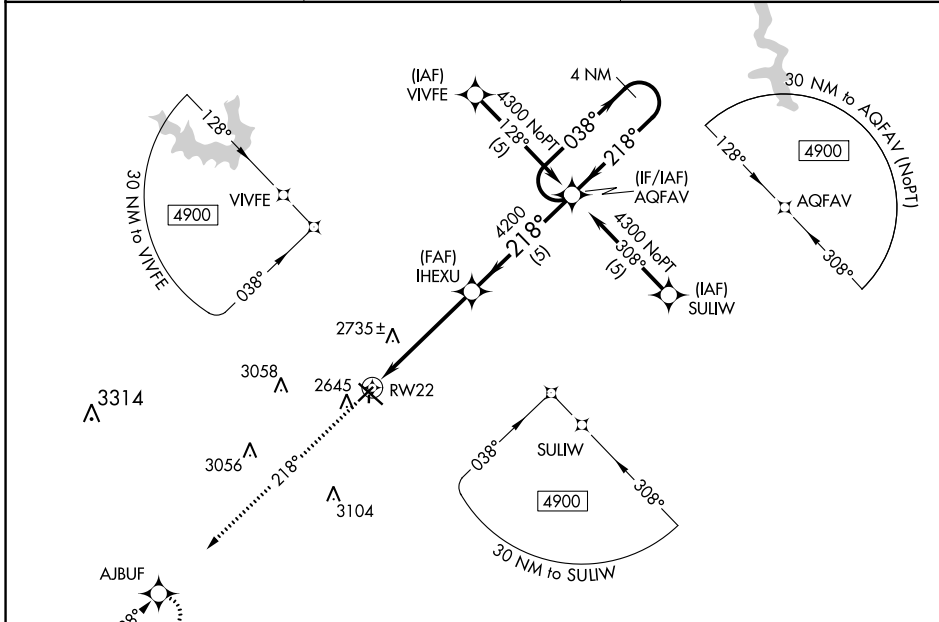 (IAF)
VIVFE
4 NM
4300 NoPT
128°
(5)
038°
218°
(IF/IAF)
AQFAV
4200
218°
(5)
4300 NoPT
308°
(5)
(IAF)
SULIW
(FAF)
IHEXU
30 NM to VIVFE
128°
4900
VIVFE
038°
30 NM to AQFAV (NoPT)
128°
4900
AQFAV
308°
2735±
3058
2645
RW22
3314
3056
218°
3104
038°
SULIW
4900
308°
30 NM to SULIW
AJBUF